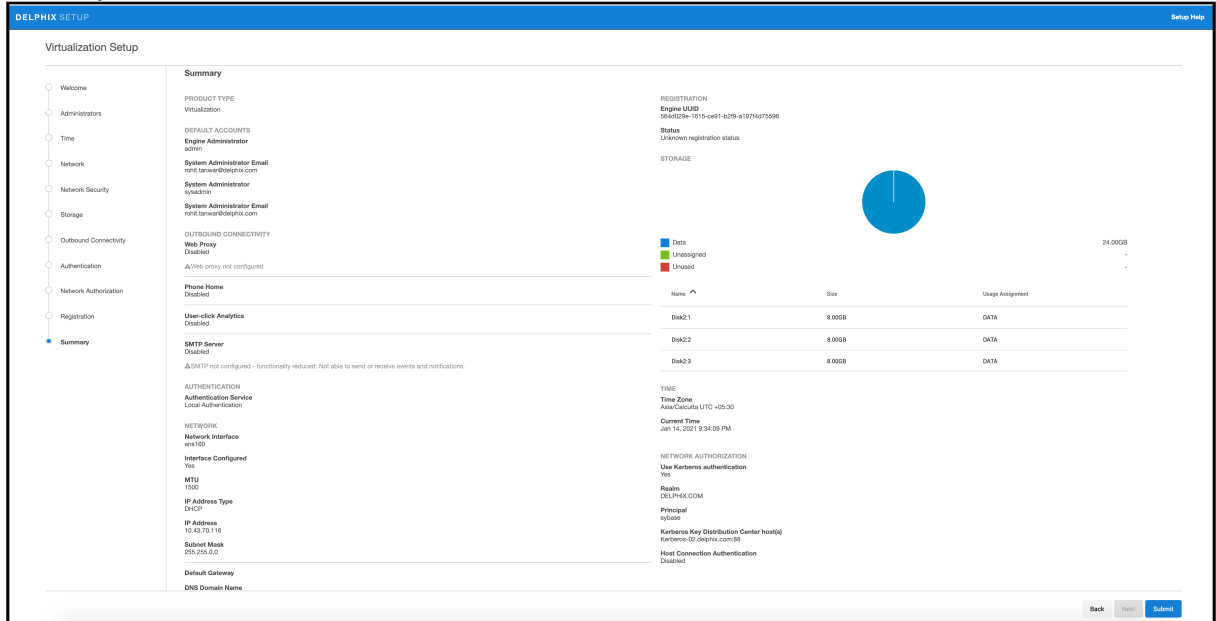 DELPHIX SETUP
Setup Help
Virtualization Setup
Welcome
Administrators
Time
Network
Network Security
Storage
Outbound Connectivity
Authentication
Network Authorization
Registration
Summary
Summary
PRODUCT TYPE
Virtualization
DEFAULT ACCOUNTS
Engine Administrator
admin
System Administrator Email
rohit.tanwar@delphix.com
System Administrator
sysadmin
System Administrator Email
rohit.tanwar@delphix.com
OUTBOUND CONNECTIVITY
Web Proxy
Disabled
Web proxy not configured
Phone Home
Disabled
User-click Analytics
Disabled
SMTP Server
Disabled
SMTP not configured - functionality reduced: Not able to send or receive events and notifications.
AUTHENTICATION
Authentication Service
Local Authentication
NETWORK
Network Interface
ens160
Interface Configured
Yes
MTU
1500
IP Address Type
DHCP
IP Address
10.43.70.116
Subnet Mask
255.255.0.0
Default Gateway
DNS Domain Name
REGISTRATION
Engine UUID
564d029e-1615-ce91-b2f9-a197f4d75596
Status
Unknown registration status
STORAGE
Data 24.00GB
Unassigned -
Unused -
Name Size Usage Assignment
Disk2:1 8.00GB DATA
Disk2:2 8.00GB DATA
Disk2:3 8.00GB DATA
TIME
Time Zone
Asia/Calcutta UTC +05:30
Current Time
Jan 14, 2021 9:34:09 PM
NETWORK AUTHORIZATION
Use Kerberos authentication
Yes
Realm
DELPHIX.COM
Principal
sybase
Kerberos Key Distribution Center host(s)
Kerberos-02.delphix.com:88
Host Connection Authentication
Disabled
Back Next Submit